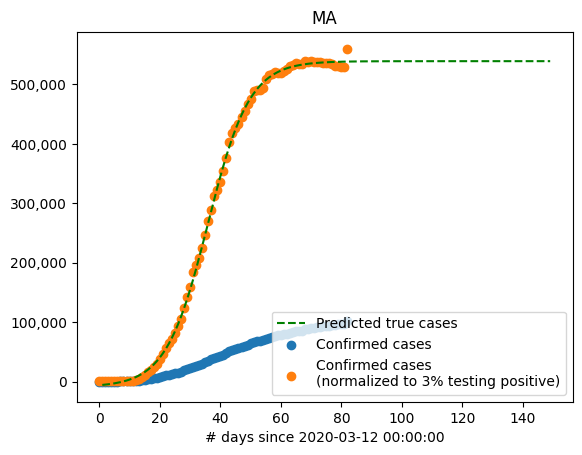 MA
500,000
400,000
300,000
200,000
100,000
0
0 20 40 60 80 100 120 140
# days since 2020-03-12 00:00:00
Predicted true cases
Confirmed cases
Confirmed cases
(normalized to 3% testing positive)